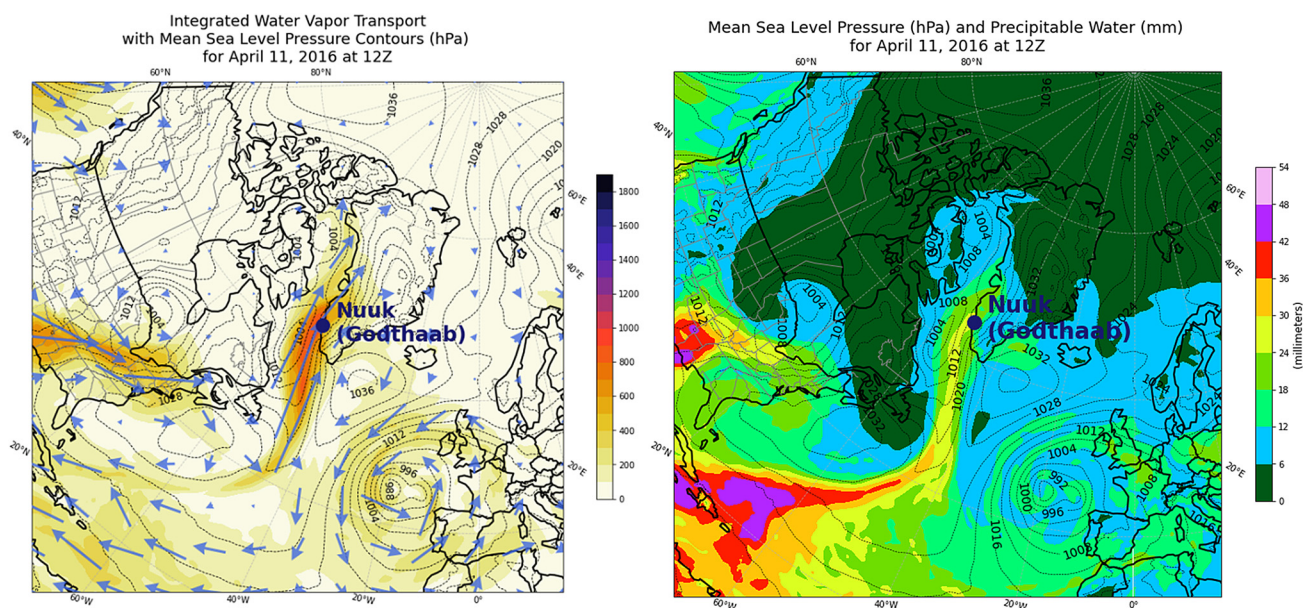 Integrated Water Vapor Transport
with Mean Sea Level Pressure Contours (hPa)
for April 11, 2016 at 12Z
60°N
80°N
40°N
20°N
60°E
40°E
20°E
60°W
40°W
20°W
0°
1036
1028
1028
1020
1012
1004
1004
1012
1004
1028
1036
1012
996
988
1004
Nuuk
(Godthaab)
1800
1600
1400
1200
1000
800
600
400
200
0
Mean Sea Level Pressure (hPa) and Precipitable Water (mm)
for April 11, 2016 at 12Z
60°N
80°N
40°N
20°N
60°E
40°E
20°E
60°W
40°W
20°W
0°
1036
1028
1024
1020
1012
1004
1008
1004
1008
1004
1012
1020
1032
1032
1024
1032
1028
1012
1004
992
996
1000
1016
1008
1008
1024
1016
1012
Nuuk
(Godthaab)
54
48
42
36
30
24
18
12
6
0
(millimeters)